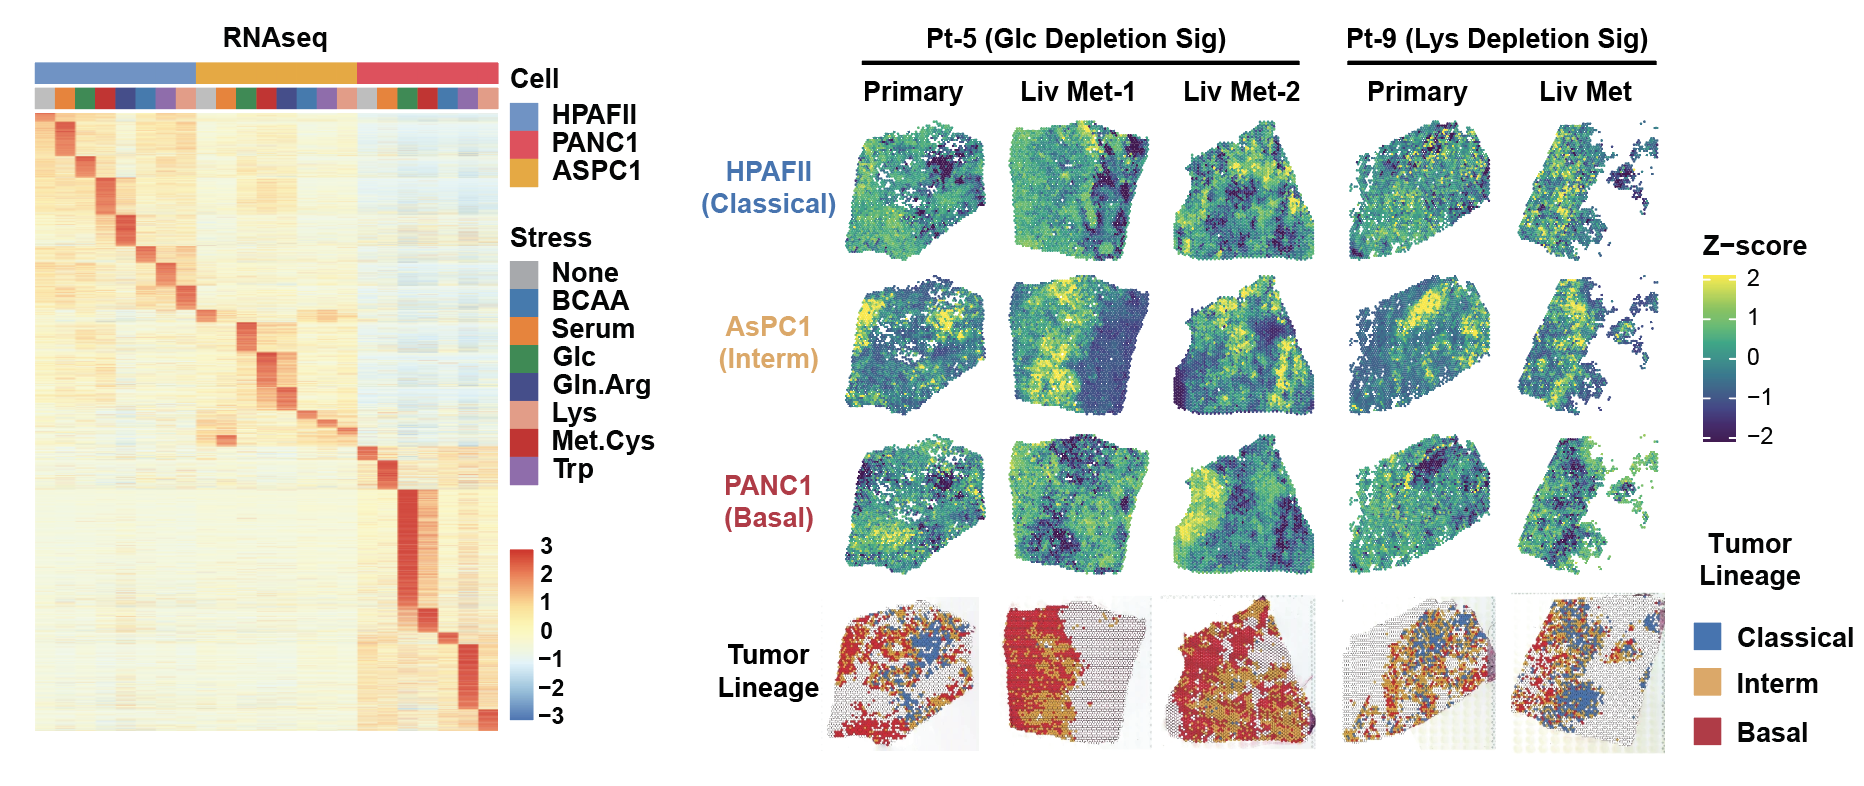 RNAseq
Cell
HPAFII
PANC1
ASPC1
Stress
None
BCAA
Serum
Glc
Gln.Arg
Lys
Met.Cys
Trp
3
2
1
0
−1
−2
−3
Pt-5 (Glc Depletion Sig)
Pt-9 (Lys Depletion Sig)
Primary
Liv Met-1
Liv Met-2
Primary
Liv Met
HPAFII
(Classical)
AsPC1
(Interm)
PANC1
(Basal)
Tumor
Lineage
Z−score
2
1
0
−1
−2
Tumor
Lineage
Classical
Interm
Basal